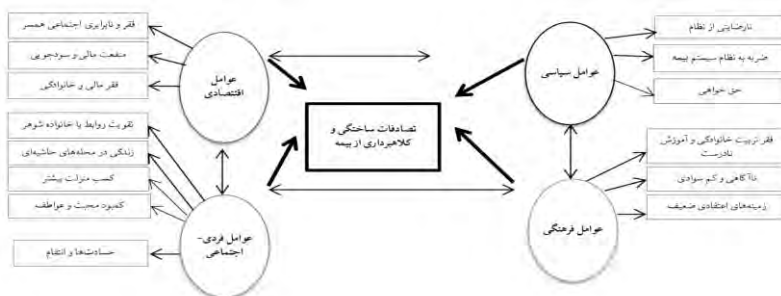 نارضایتی از نظام
ضربه به نظام سیستم بیمه
حق خواهی
عوامل سیاسی
فقر تربیت خانوادگی و آموزش
نادرست
ناآگاهی و کم سوادی
زمینه‌های اعتقادی ضعیف
عوامل فرهنگی
تصادفات ساختگی و
کلاهبرداری از بیمه
عوامل
اقتصادی
فقر و نابرابری اجتماعی همسر
منفعت مالی و سودجویی
فقر مالی و خانوادگی
عوامل فردی-
اجتماعی
تقویت روابط با خانواده شوهر
زندگی در محله‌های حاشیه‌ای
کسب منزلت بیشتر
کمبود محبت و عواطف
حسادت‌ها و انتقام